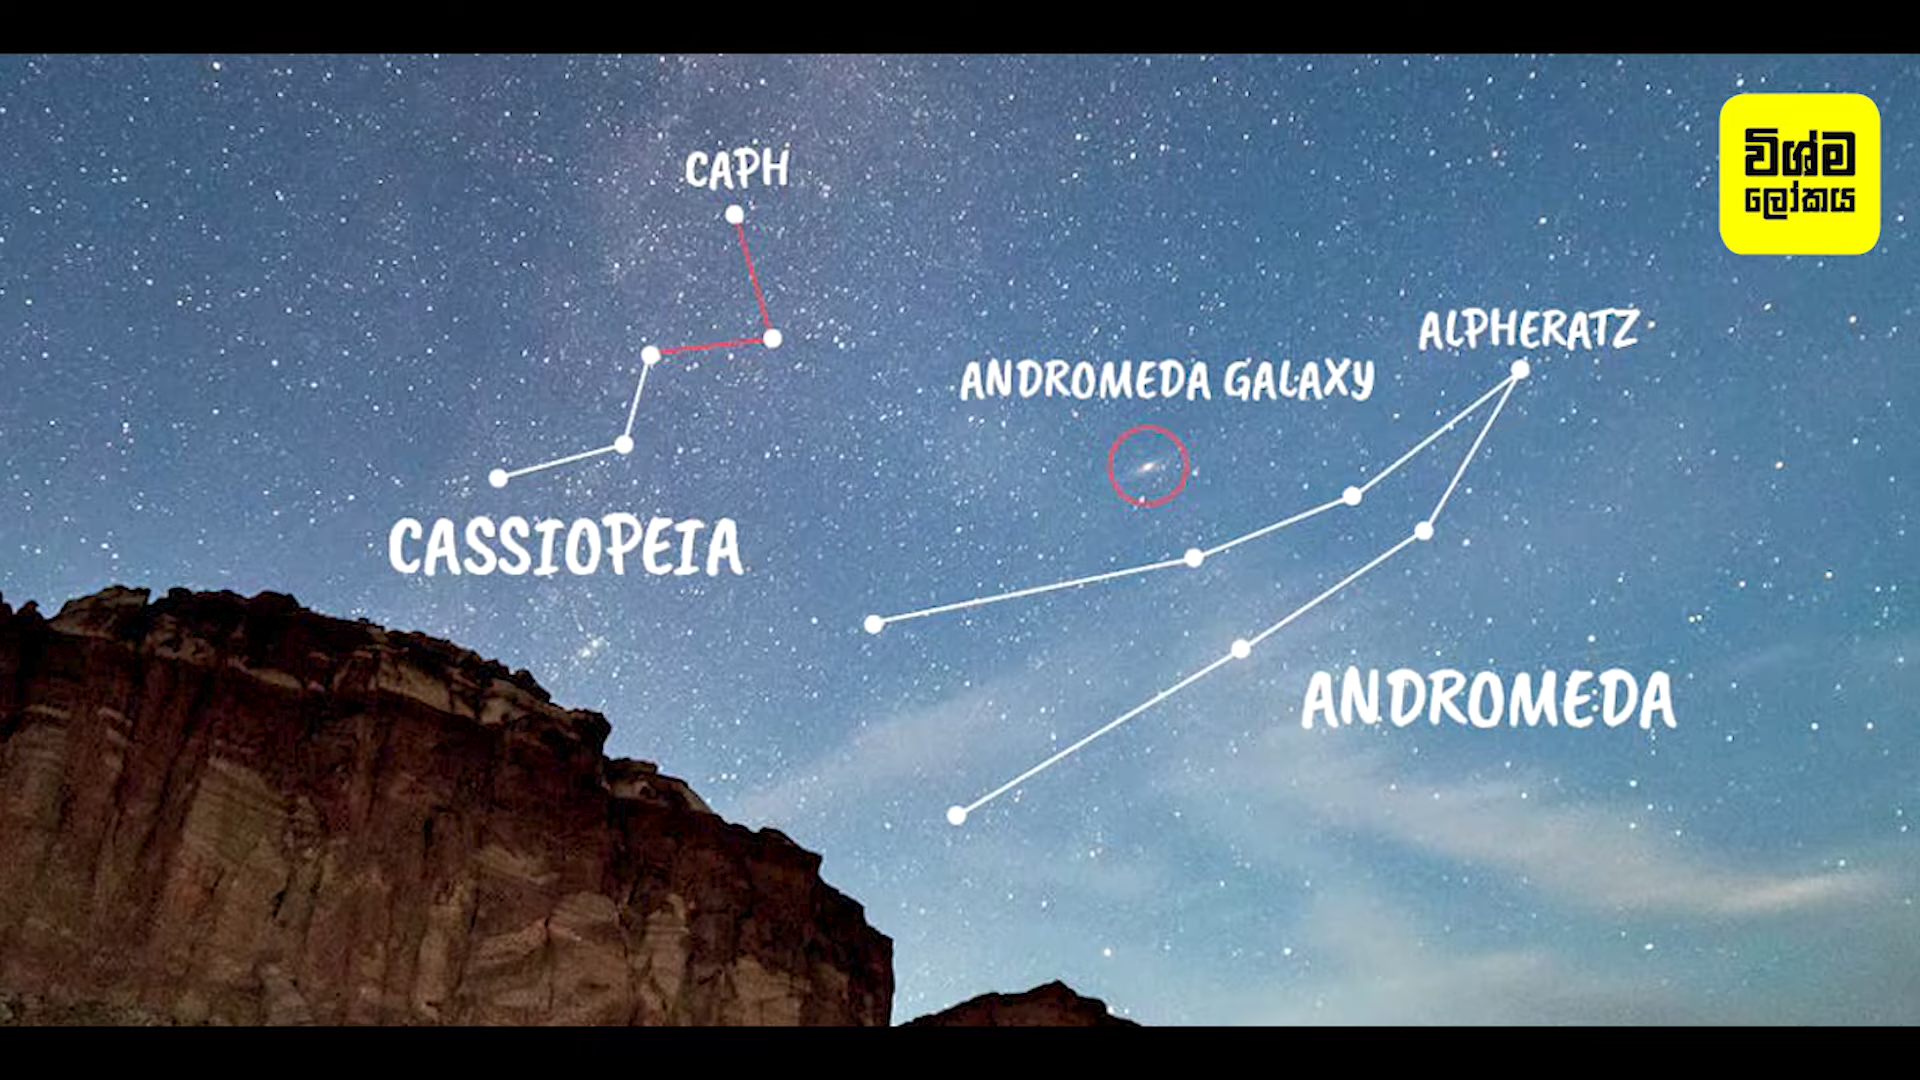 CAPH
විශ්ම
ලෝකය
ALPHERATZ
ANDROMEDA GALAXY
CASSIOPEIA
ANDROMEDA